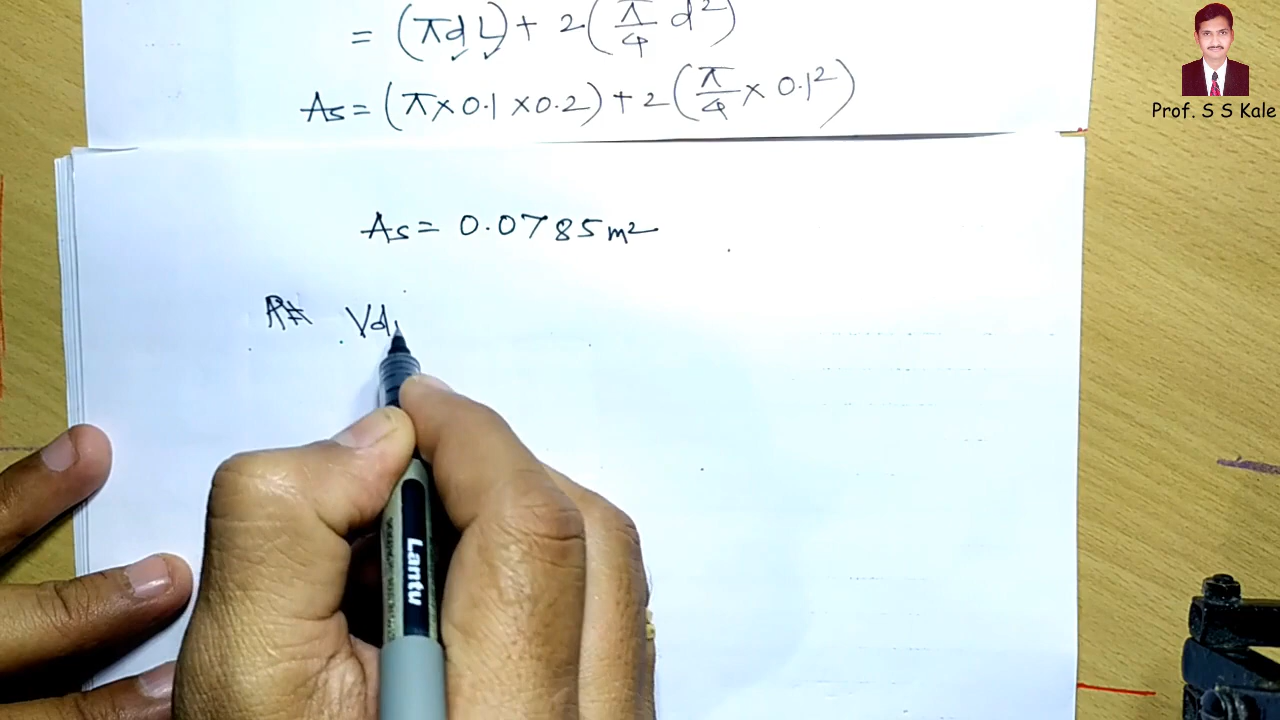 = (πdL) + 2(π/4 d²)
As = (π×0.1×0.2) + 2(π/4 × 0.1²)
As = 0.0785 m²
Prof. S S Kale
Lantu